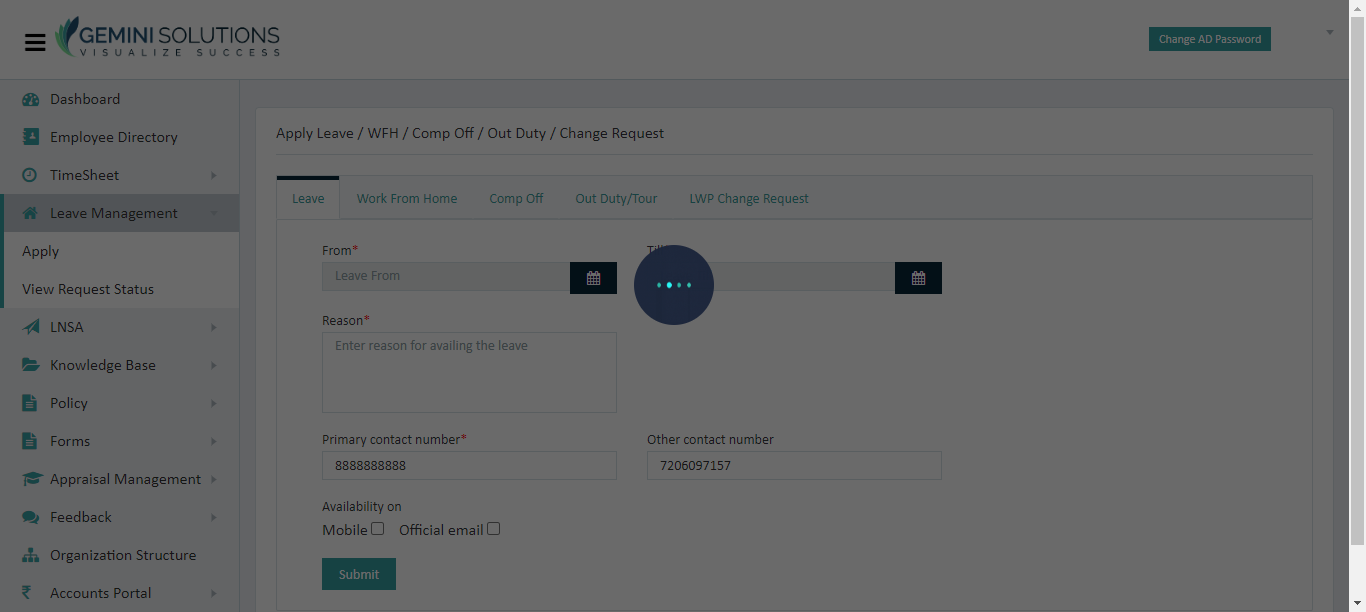 GEMINI SOLUTIONS
VISUALIZE SUCCESS
Change AD Password
Dashboard
Employee Directory
TimeSheet
Leave Management
Apply
View Request Status
LNSA
Knowledge Base
Policy
Forms
Appraisal Management
Feedback
Organization Structure
Accounts Portal
Apply Leave / WFH / Comp Off / Out Duty / Change Request
Leave Work From Home Comp Off Out Duty/Tour LWP Change Request
From*
Leave From
Reason*
Enter reason for availing the leave
Primary contact number* Other contact number
8888888888 7206097157
Availability on
Mobile Official email
Submit